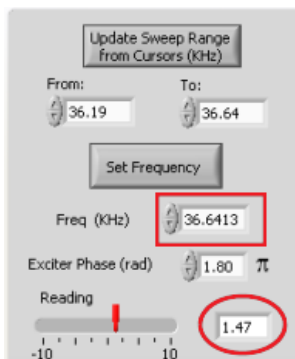 Update Sweep Range
from Cursors (KHz)
From: To:
36.19 36.64
Set Frequency
Freq (KHz) 36.6413
Exciter Phase (rad) 1.80 π
Reading
1.47
-10 10